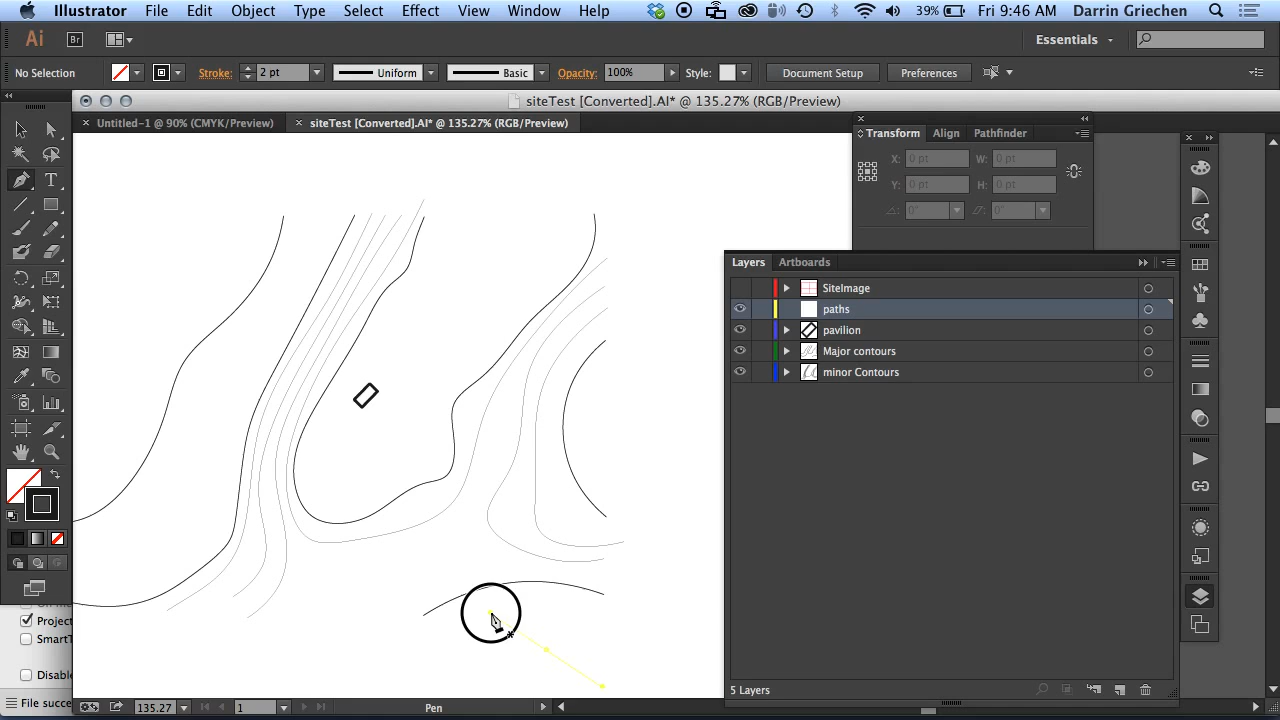 Illustrator File Edit Object Type Select Effect View Window Help 39% Fri 9:46 AM Darrin Griechen
Ai Br Essentials
No Selection Stroke: 2 pt Uniform Basic Opacity: 100% Style: Document Setup Preferences
siteTest [Converted].AI* @ 135.27% (RGB/Preview)
Untitled-1 @ 90% (CMYK/Preview) siteTest [Converted].AI* @ 135.27% (RGB/Preview)
Transform Align Pathfinder
X: 0 pt W: 0 pt
Y: 0 pt H: 0 pt
0° 0°
Layers Artboards
SiteImage
paths
pavilion
Major contours
minor Contours
Project
SmartT
Disable
File succe
5 Layers
135.27 1 Pen